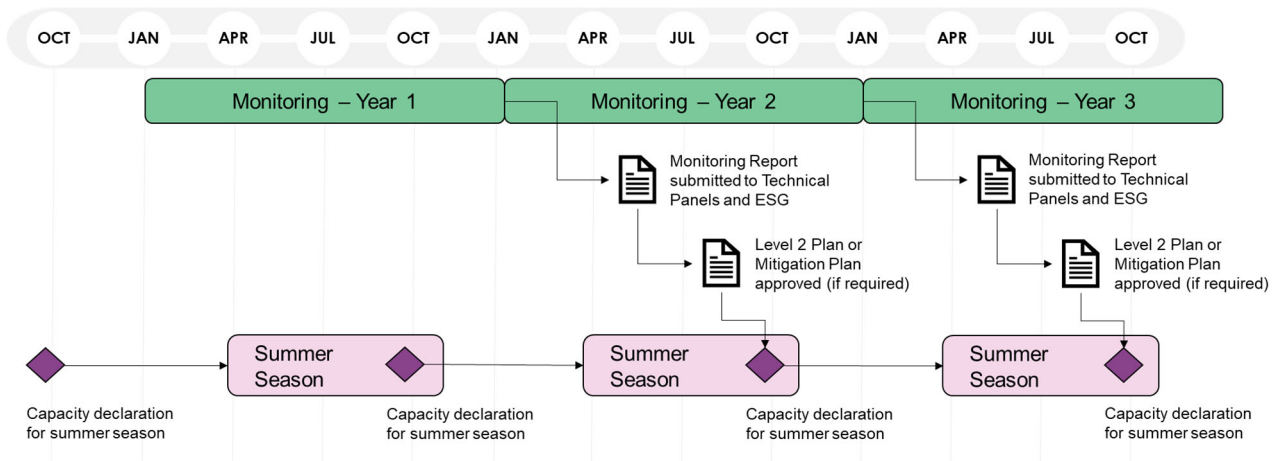 OCT JAN APR JUL OCT JAN APR JUL OCT JAN APR JUL OCT
Monitoring – Year 1
Monitoring – Year 2
Monitoring – Year 3
Monitoring Report
submitted to Technical
Panels and ESG
Monitoring Report
submitted to Technical
Panels and ESG
Level 2 Plan or
Mitigation Plan
approved (if required)
Level 2 Plan or
Mitigation Plan
approved (if required)
Summer
Season
Summer
Season
Summer
Season
Capacity declaration
for summer season
Capacity declaration
for summer season
Capacity declaration
for summer season
Capacity declaration
for summer season